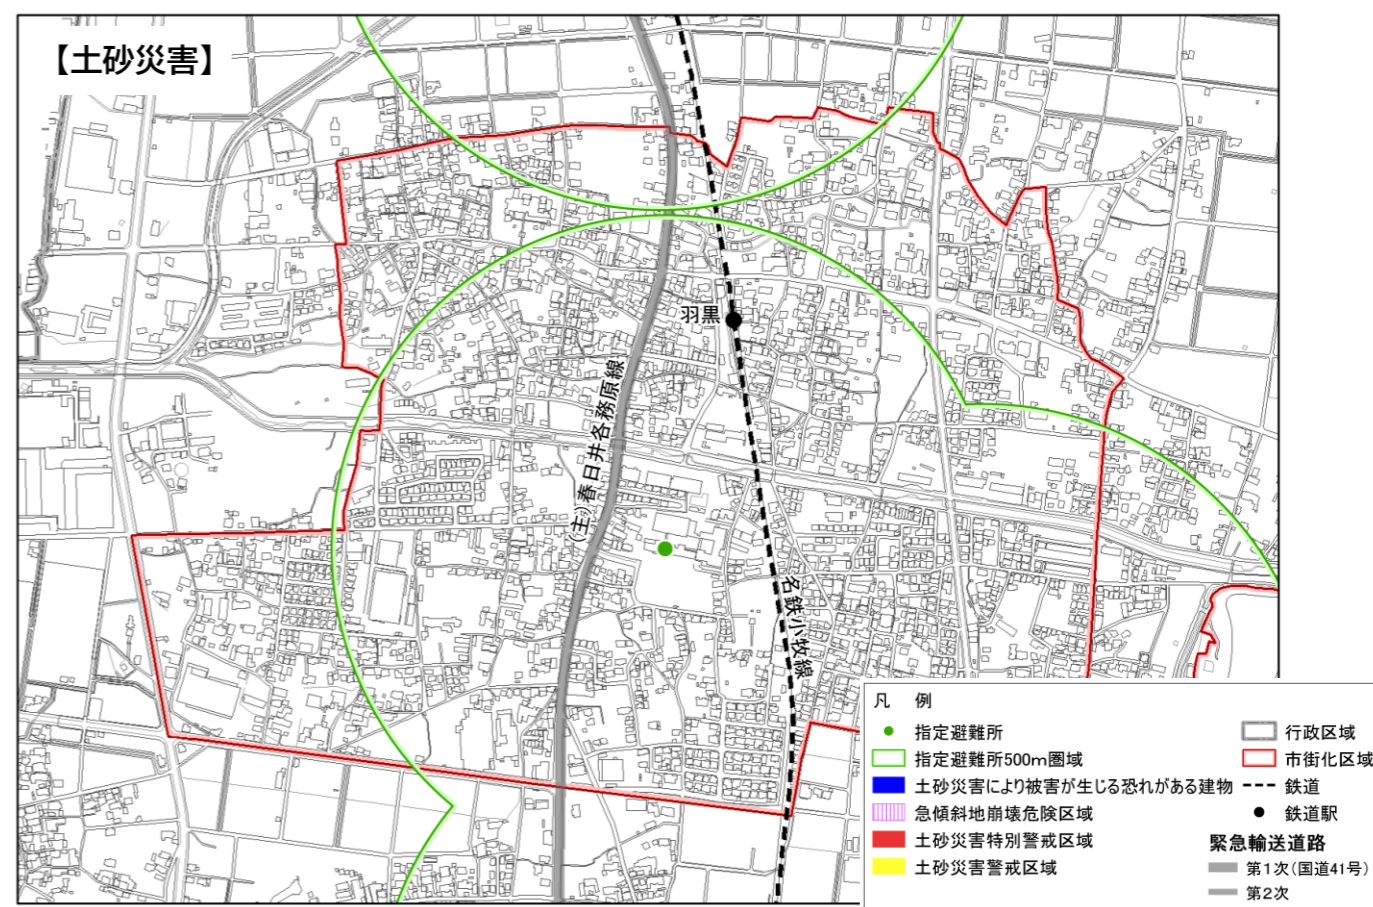 【土砂災害】
羽黒
(主)春日井各務原線
名鉄小牧線
凡　例
指定避難所
指定避難所500m圏域
土砂災害により被害が生じる恐れがある建物
急傾斜地崩壊危険区域
土砂災害特別警戒区域
土砂災害警戒区域
行政区域
市街化区域
鉄道
鉄道駅
緊急輸送道路
第1次(国道41号)
第2次